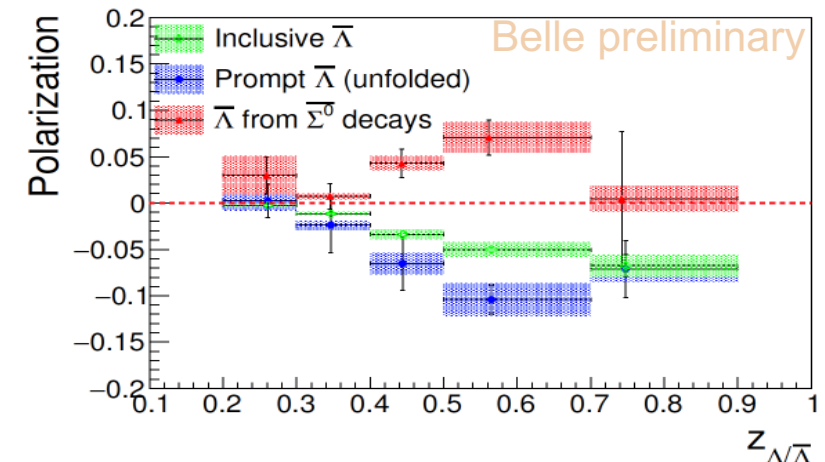 Belle preliminary
Inclusive Λ̅
Prompt Λ̅ (unfolded)
Λ̅ from Σ̅⁰ decays
Polarization
0.2
0.15
0.1
0.05
0
−0.05
−0.1
−0.15
−0.2
0.1 0.2 0.3 0.4 0.5 0.6 0.7 0.8 0.9 1
z Λ/Λ̅